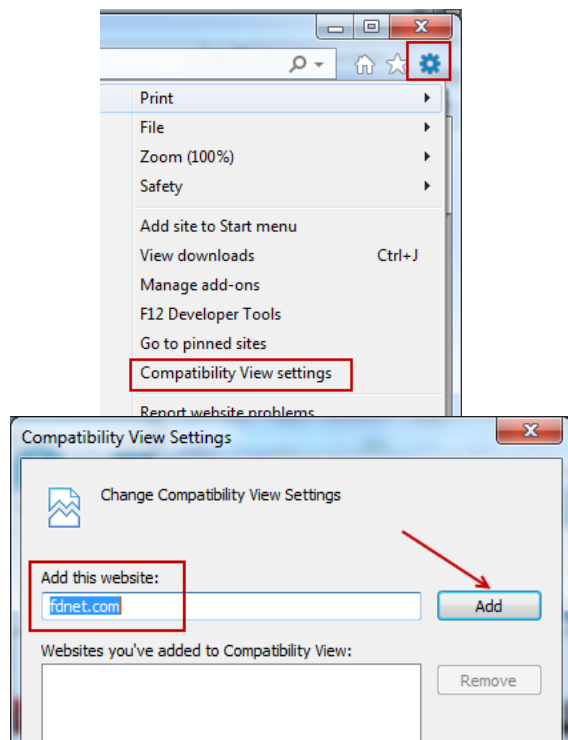 Print
File
Zoom (100%)
Safety
Add site to Start menu
View downloads Ctrl+J
Manage add-ons
F12 Developer Tools
Go to pinned sites
Compatibility View settings
Report website problems
Compatibility View Settings
Change Compatibility View Settings
Add this website:
fdnet.com Add
Websites you've added to Compatibility View:
Remove